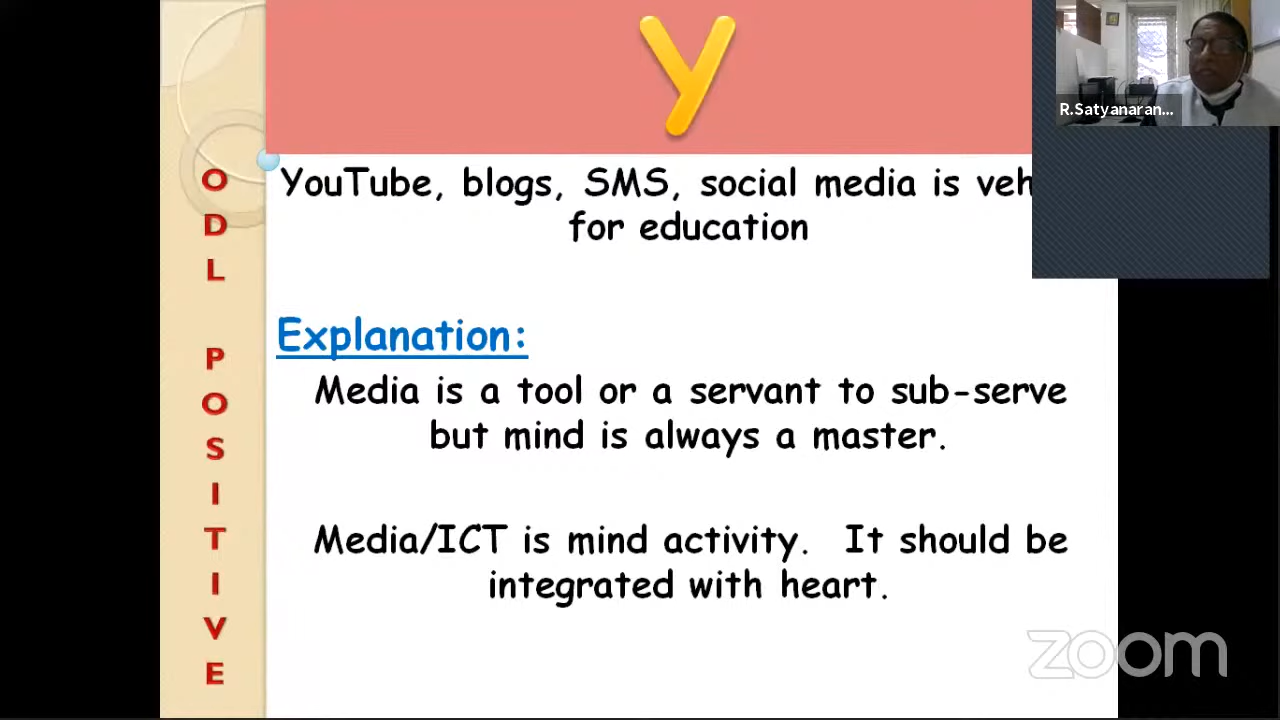 Y
R.Satyanaran...
ODL POSITIVE
YouTube, blogs, SMS, social media is
for education
Explanation:
Media is a tool or a servant to sub-serve
but mind is always a master.
Media/ICT is mind activity. It should be
integrated with heart.
zoom